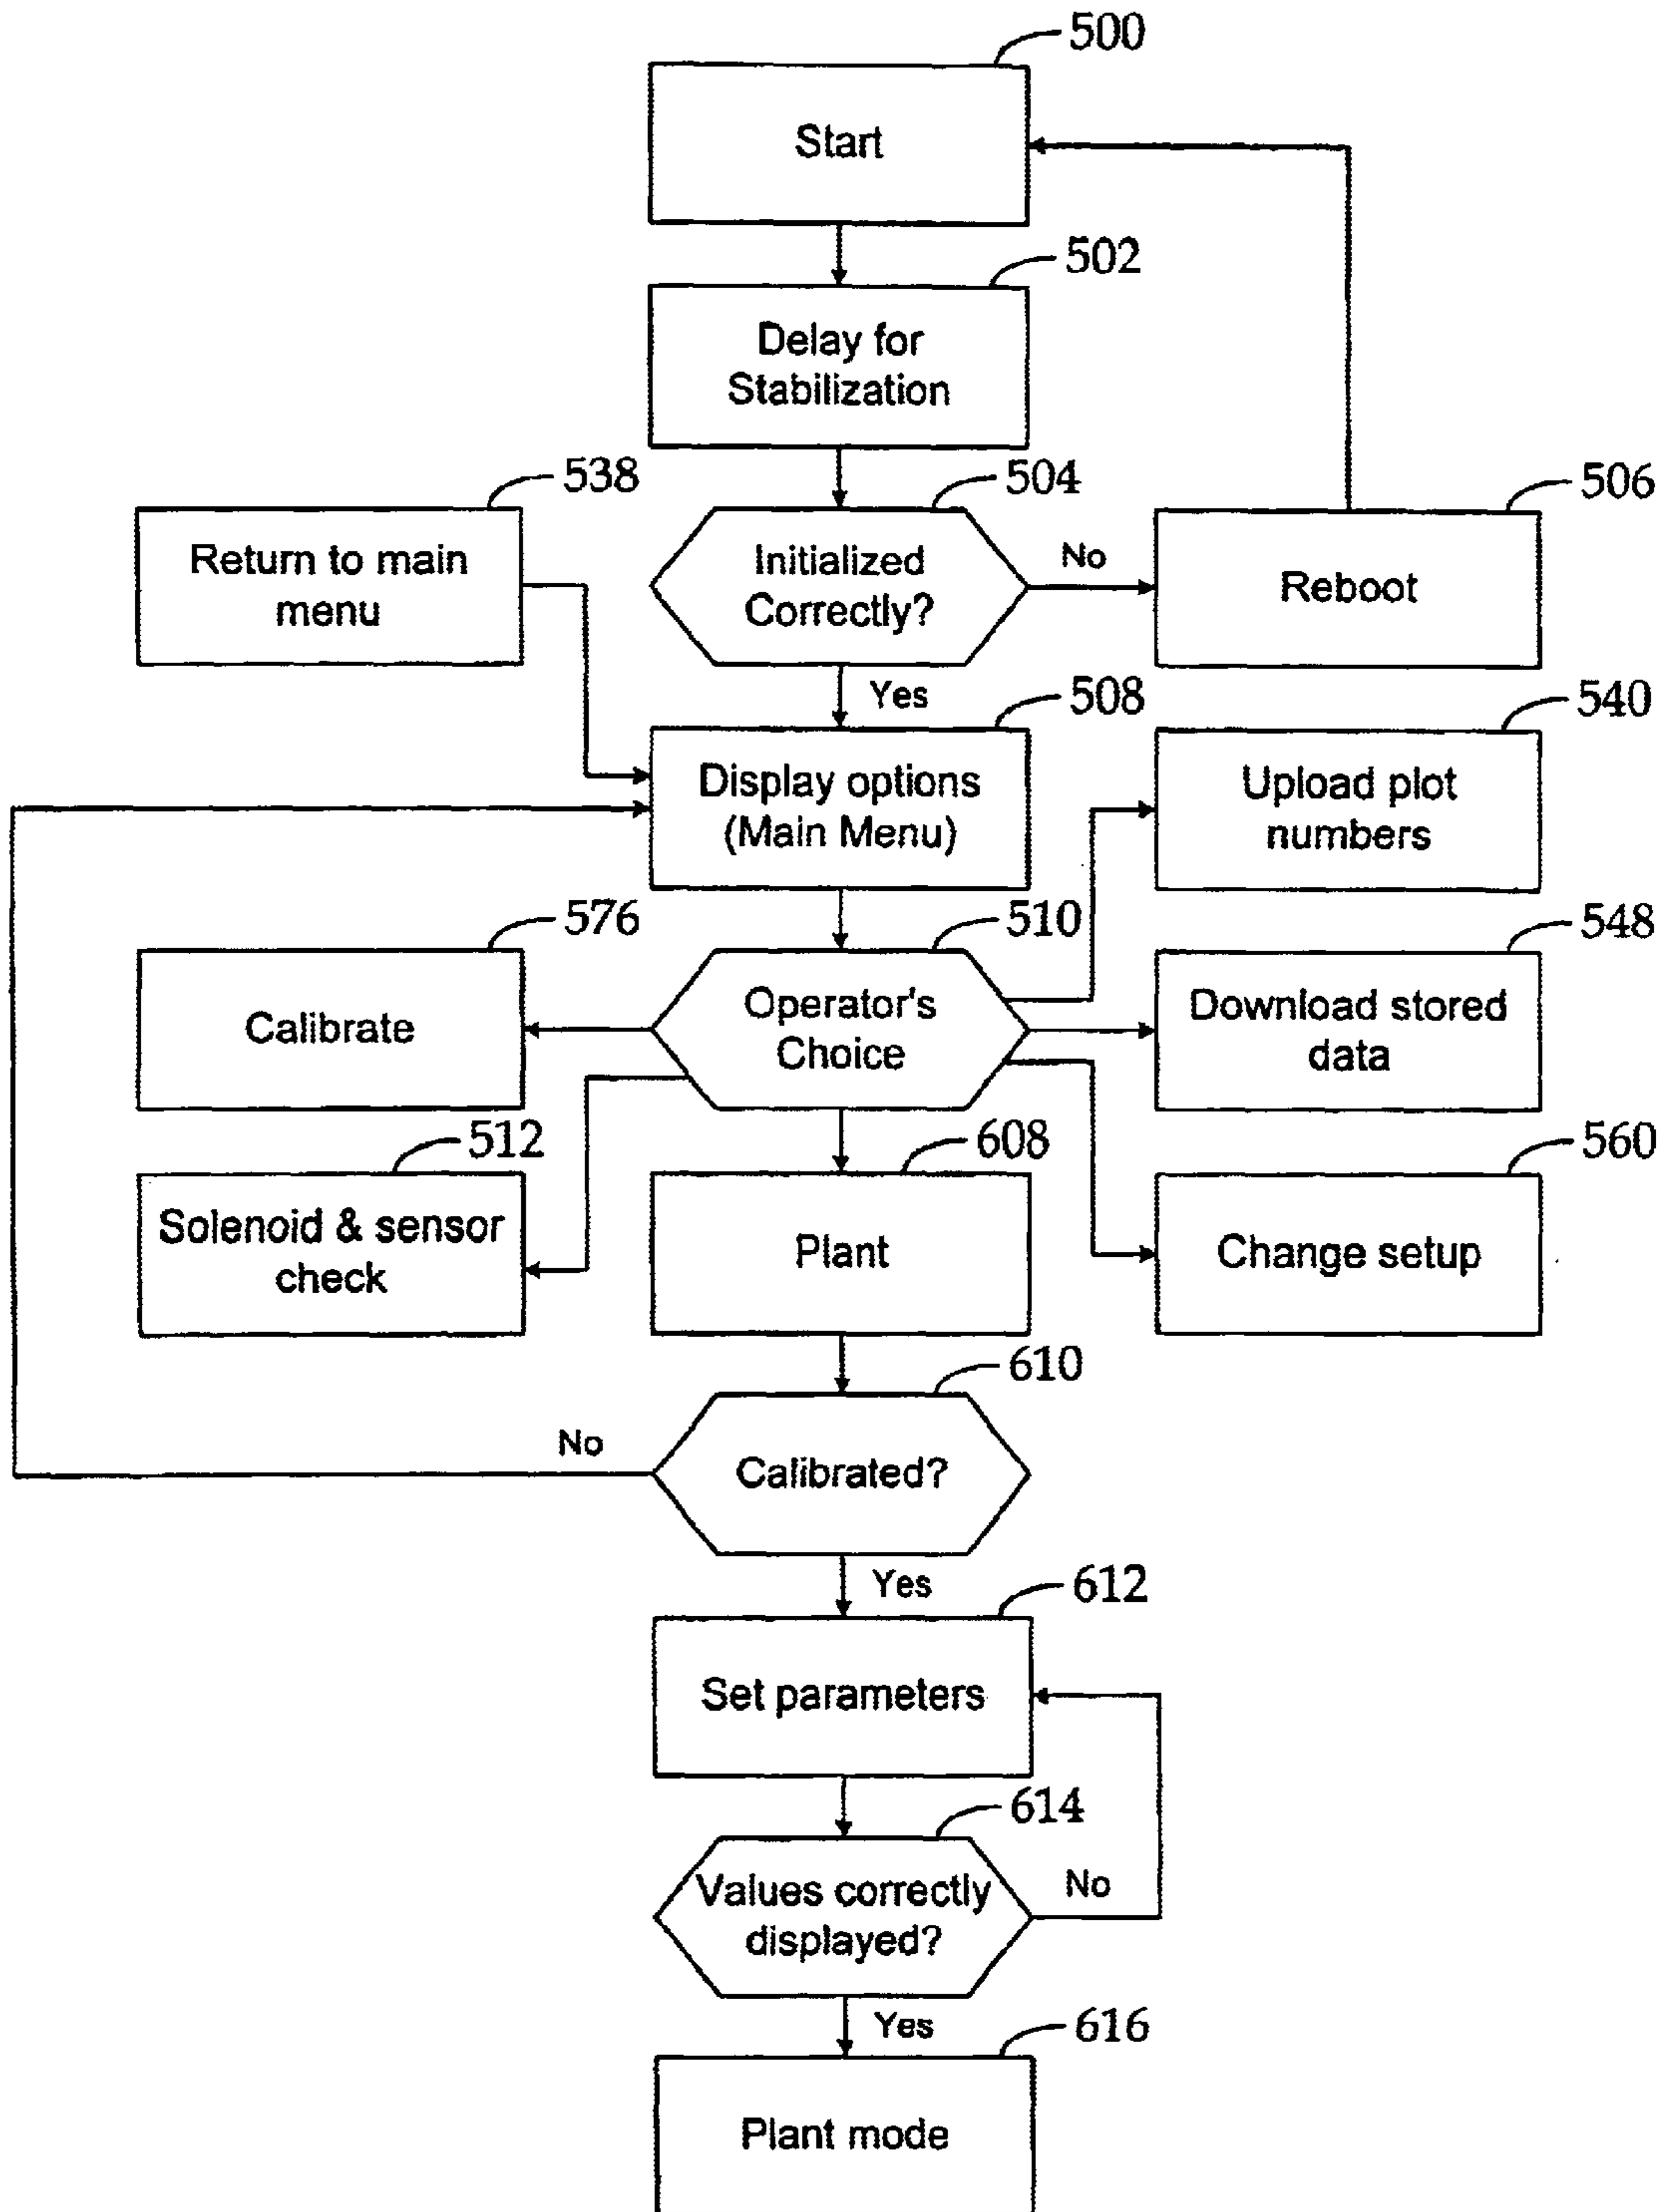 500
Start
502
Delay for
Stabilization
538
504
506
Return to main
menu
Initialized
Correctly?
No
Reboot
Yes
508
540
Display options
(Main Menu)
Upload plot
numbers
576
510
548
Calibrate
Operator's
Choice
Download stored
data
512
608
560
Solenoid & sensor
check
Plant
Change setup
610
No
Calibrated?
Yes
612
Set parameters
614
Values correctly
displayed?
No
Yes
616
Plant mode